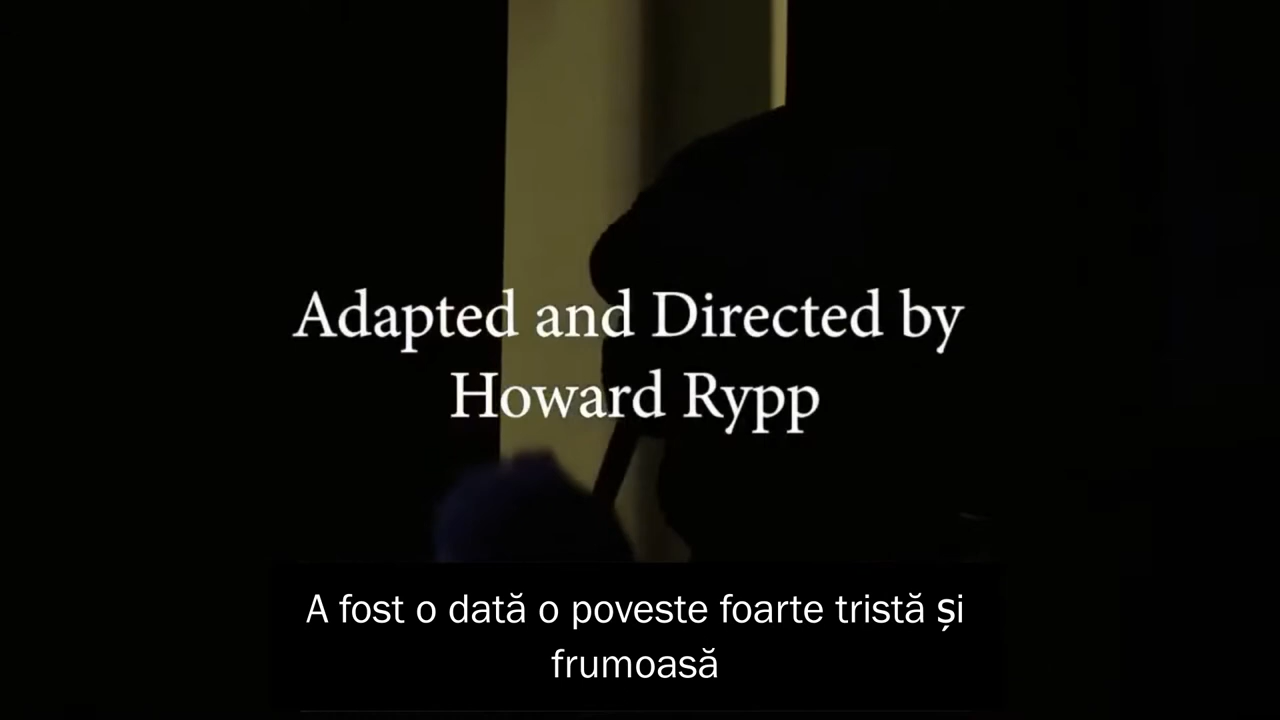 Adapted and Directed by
Howard Rypp
A fost o dată o poveste foarte tristă și
frumoasă